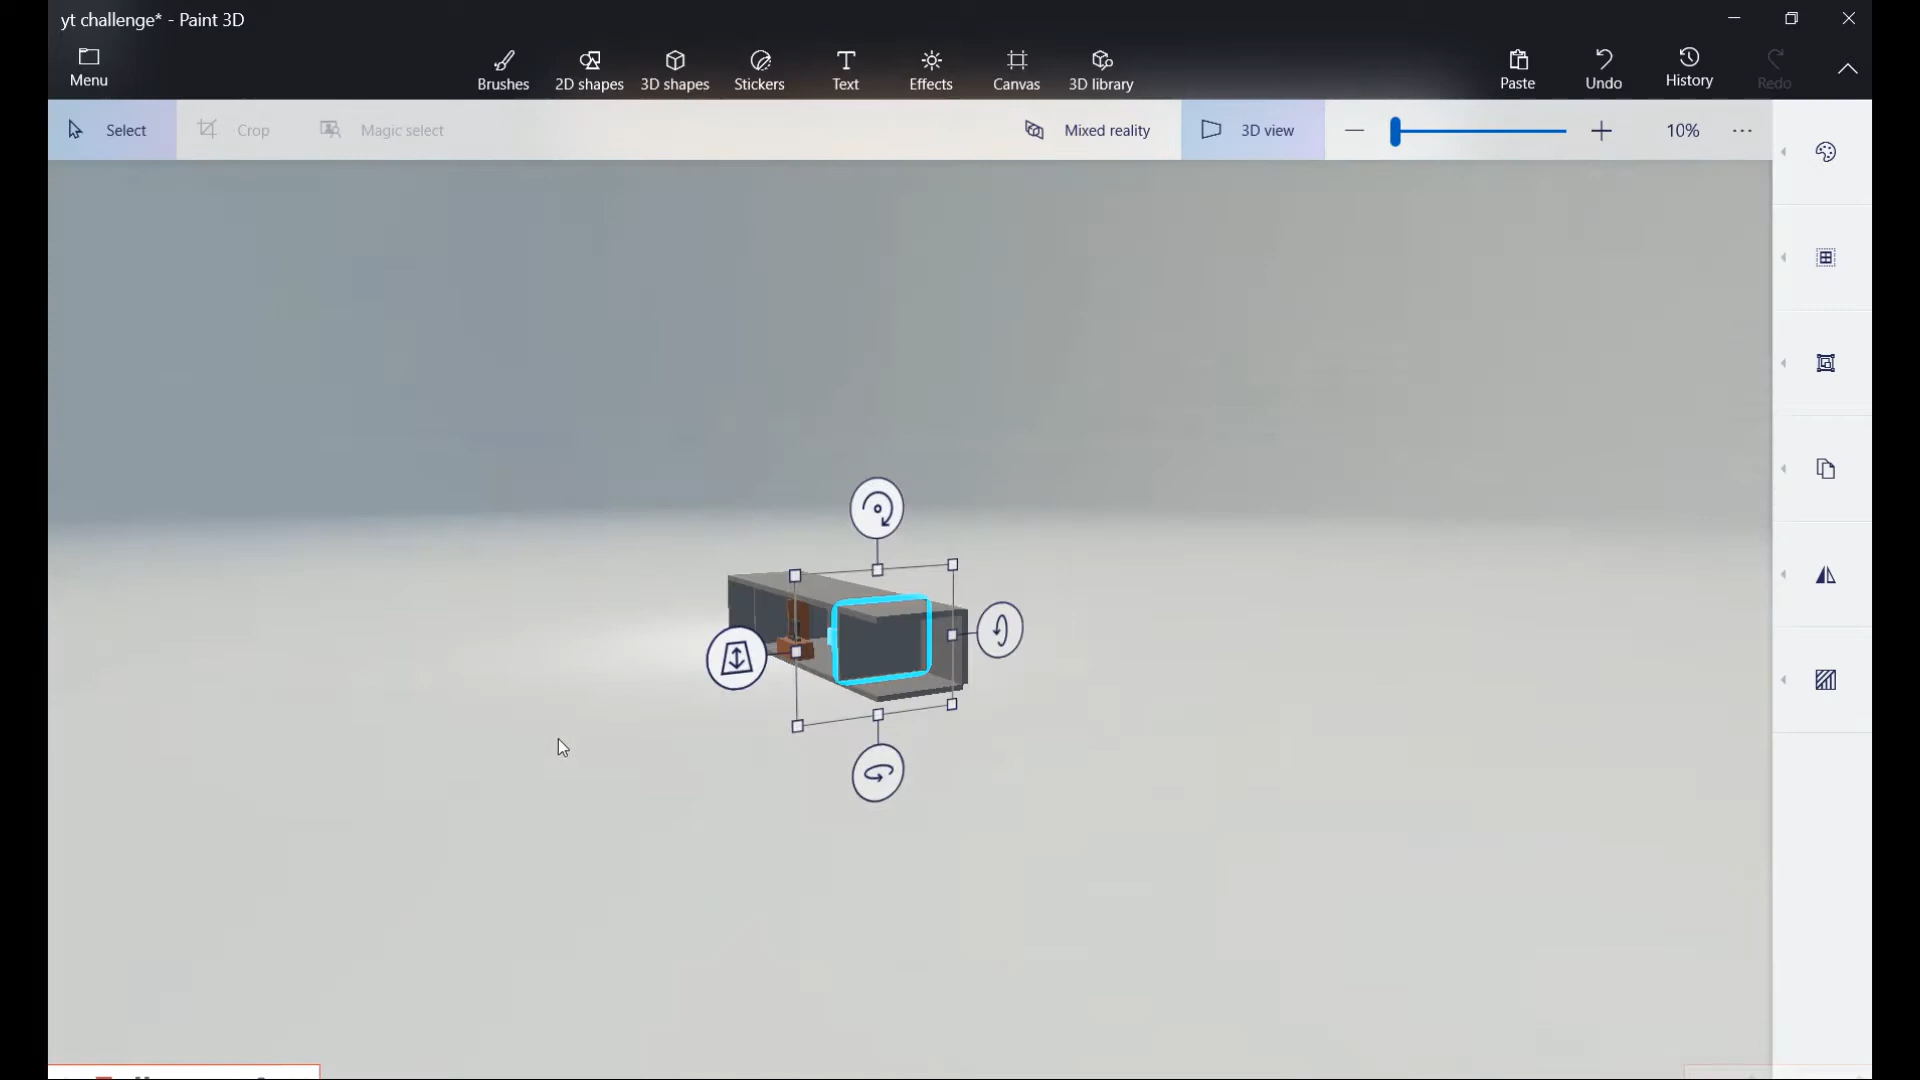 yt challenge* - Paint 3D
Menu
Brushes
2D shapes
3D shapes
Stickers
Text
Effects
Canvas
3D library
Paste
Undo
History
Redo
Select
Crop
Magic select
Mixed reality
3D view
10%